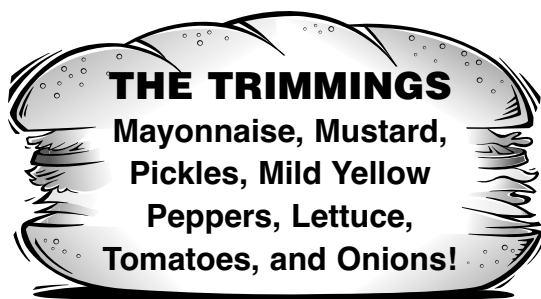 THE TRIMMINGS
Mayonnaise, Mustard,
Pickles, Mild Yellow
Peppers, Lettuce,
Tomatoes, and Onions!